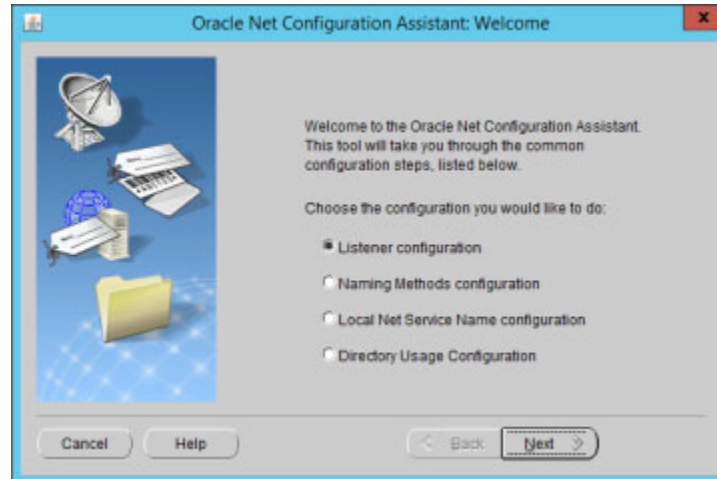 Oracle Net Configuration Assistant: Welcome
Welcome to the Oracle Net Configuration Assistant.
This tool will take you through the common
configuration steps, listed below.
Choose the configuration you would like to do:
Listener configuration
Naming Methods configuration
Local Net Service Name configuration
Directory Usage Configuration
Cancel
Help
Back
Next